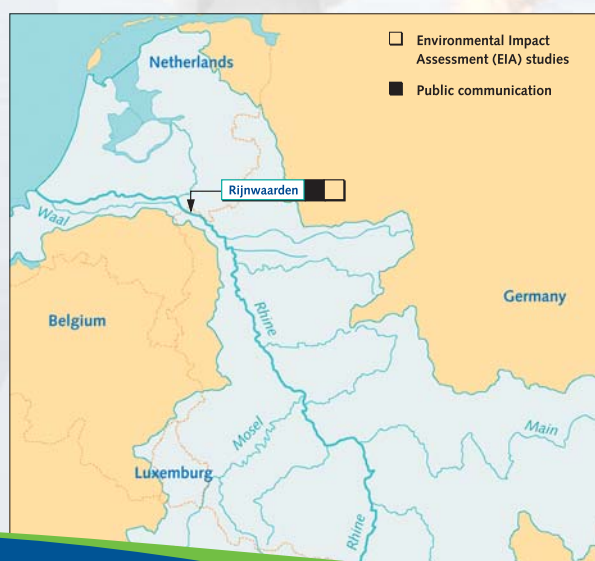 Environmental Impact
Assessment (EIA) studies
Public communication
Netherlands
Rijnwaarden
Waal
Rhine
Germany
Belgium
Mosel
Main
Luxemburg
Rhine